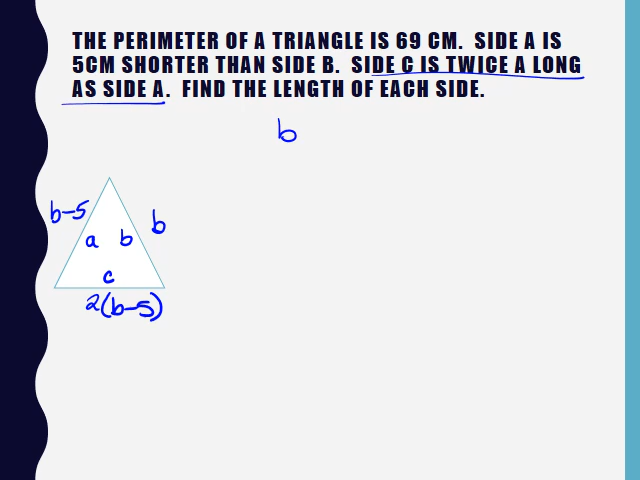 THE PERIMETER OF A TRIANGLE IS 69 CM. SIDE A IS
5CM SHORTER THAN SIDE B. SIDE C IS TWICE A LONG
AS SIDE A. FIND THE LENGTH OF EACH SIDE.
b
b-5
b
a
b
c
2(b-5)